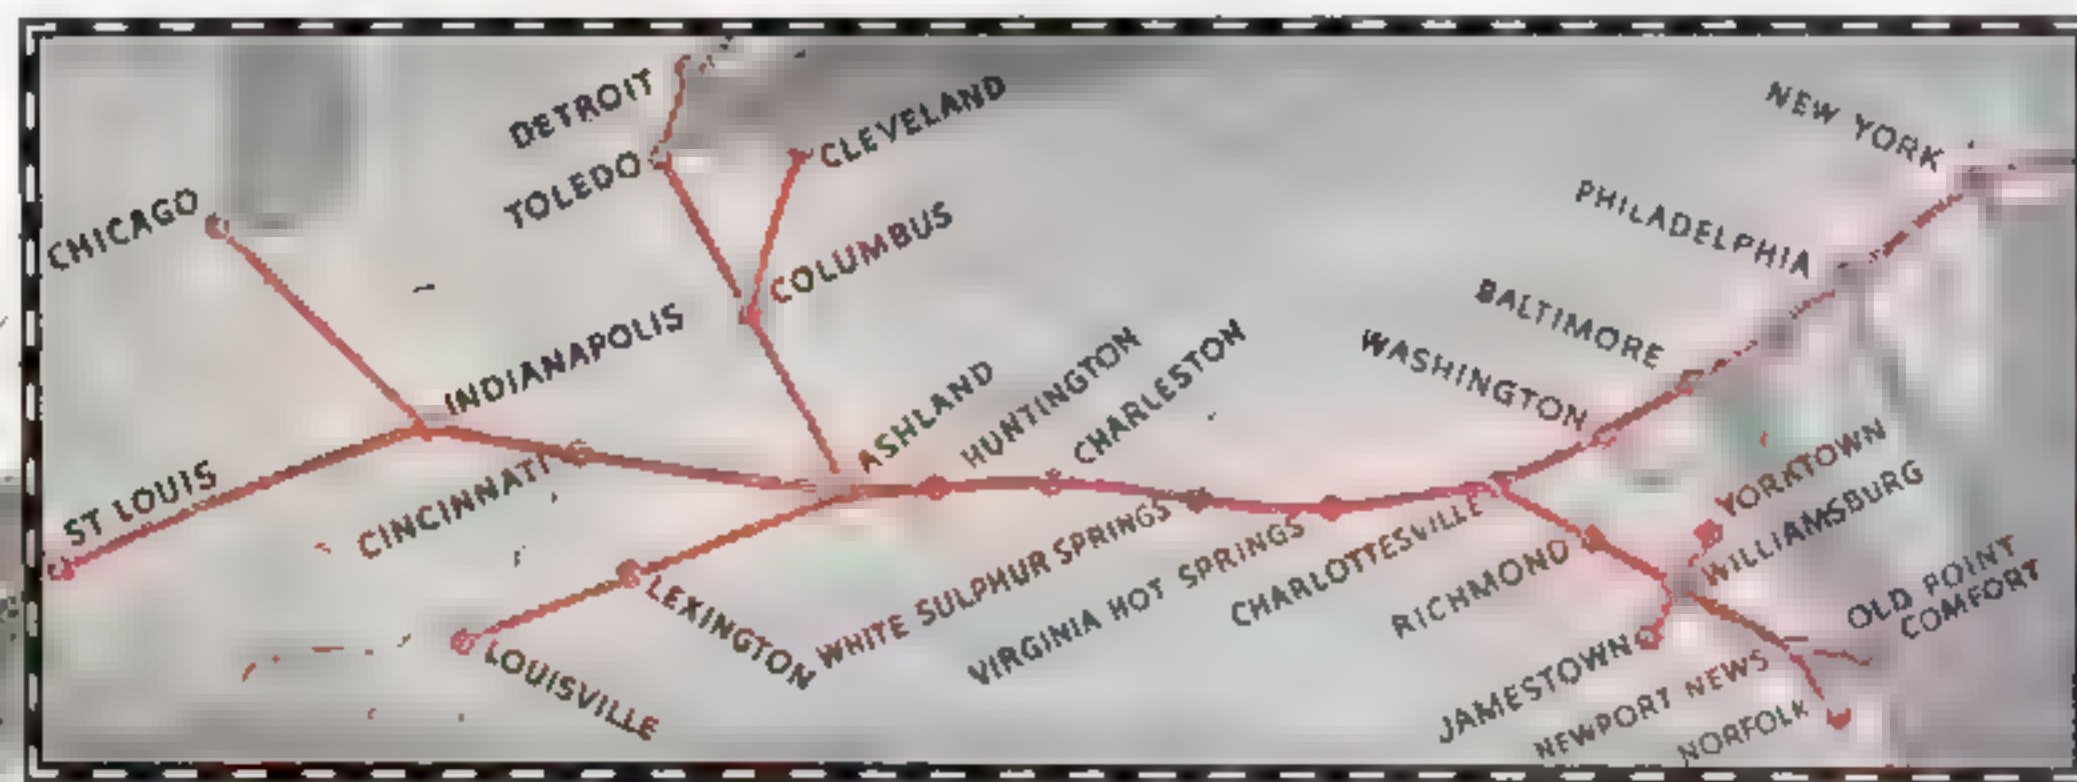 DETROIT
CLEVELAND
TOLEDO
CHICAGO
COLUMBUS
INDIANAPOLIS
ST LOUIS
CINCINNATI
ASHLAND
HUNTINGTON
CHARLESTON
NEW YORK
PHILADELPHIA
BALTIMORE
WASHINGTON
LEXINGTON
LOUISVILLE
WHITE SULPHUR SPRINGS
VIRGINIA HOT SPRINGS
CHARLOTTESVILLE
RICHMOND
YORKTOWN
WILLIAMSBURG
OLD POINT
COMFORT
JAMESTOWN
NEWPORT NEWS
NORFOLK